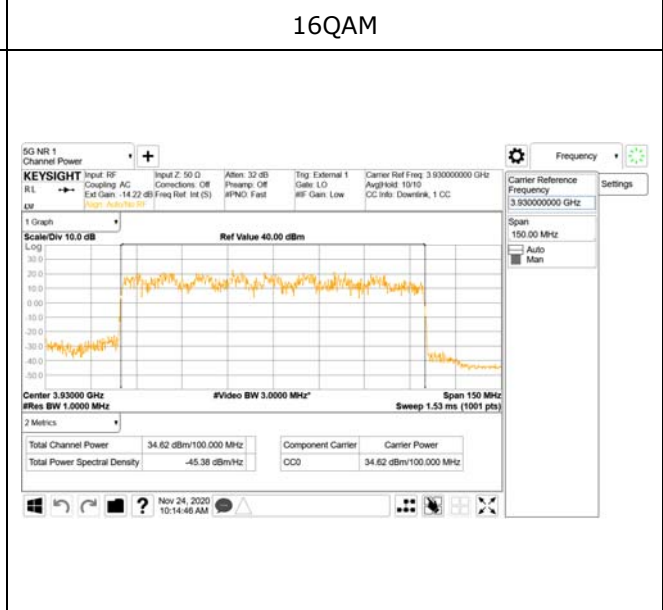 16QAM
5G NR 1
Channel Power
Frequency
KEYSIGHT
RL
Input: RF
Coupling: AC
Ext Gain: -14.22 dB
Align: Auto/No RF
Input Z: 50 Ω
Corrections: Off
Freq Ref: Int (S)
Atten: 32 dB
Preamp: Off
#PNO: Fast
Trig: External 1
Gate: LO
#IF Gain: Low
Carrier Ref Freq: 3.930000000 GHz
Avg|Hold: 10/10
CC Info: Downlink, 1 CC
Carrier Reference
Frequency
3.930000000 GHz
Settings
Span
150.00 MHz
Auto
Man
1 Graph
Scale/Div 10.0 dB
Ref Value 40.00 dBm
Log
30.0
20.0
10.0
0.00
-10.0
-20.0
-30.0
-40.0
-50.0
Center 3.93000 GHz
#Video BW 3.0000 MHz*
Span 150 MHz
#Res BW 1.0000 MHz
Sweep 1.53 ms (1001 pts)
2 Metrics
Total Channel Power 34.62 dBm/100.000 MHz
Total Power Spectral Density -45.38 dBm/Hz
Component Carrier Carrier Power
CC0 34.62 dBm/100.000 MHz
Nov 24, 2020
10:14:46 AM